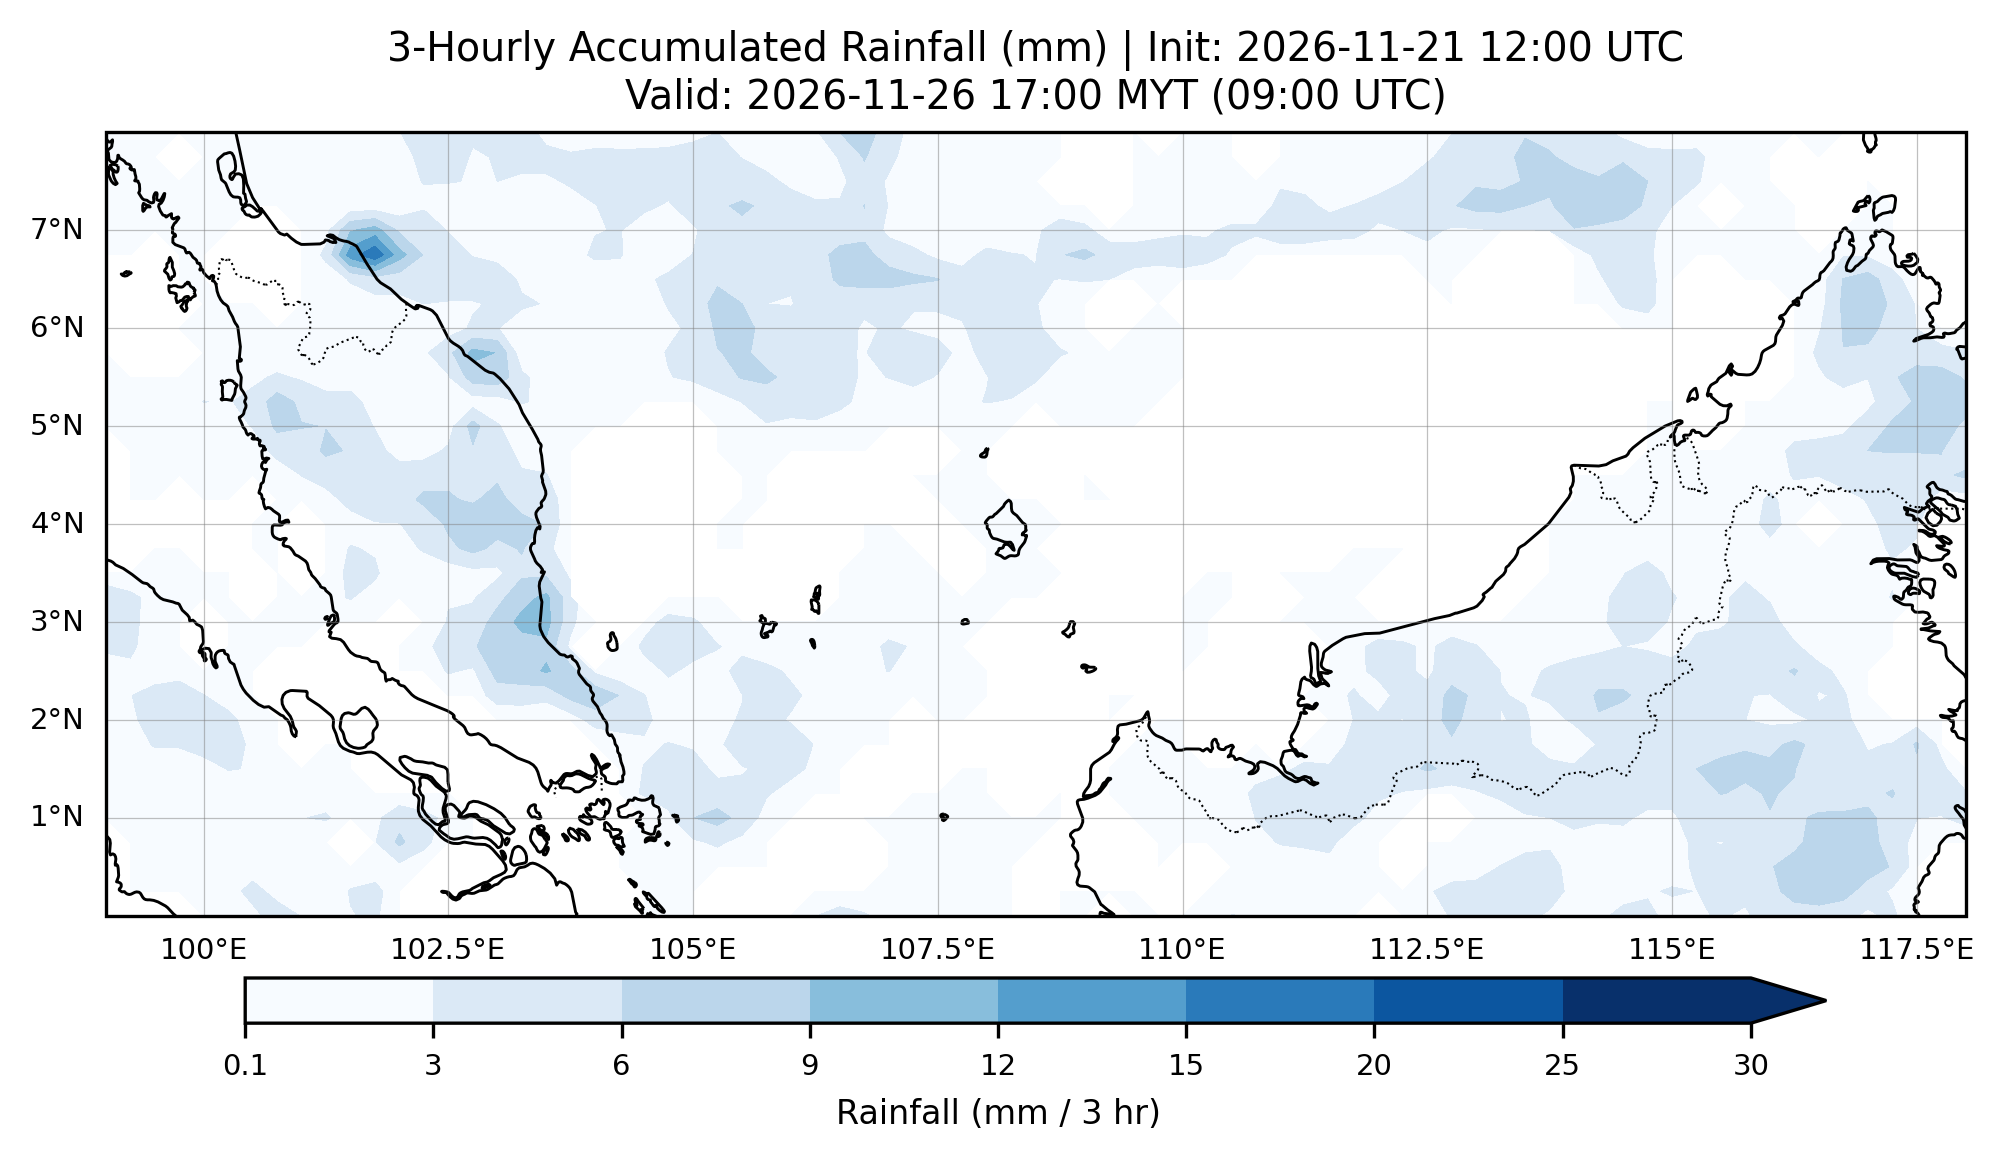 3-Hourly Accumulated Rainfall (mm) | Init: 2026-11-21 12:00 UTC
Valid: 2026-11-26 17:00 MYT (09:00 UTC)
7°N
6°N
5°N
4°N
3°N
2°N
1°N
100°E 102.5°E 105°E 107.5°E 110°E 112.5°E 115°E 117.5°E
0.1 3 6 9 12 15 20 25 30
Rainfall (mm / 3 hr)